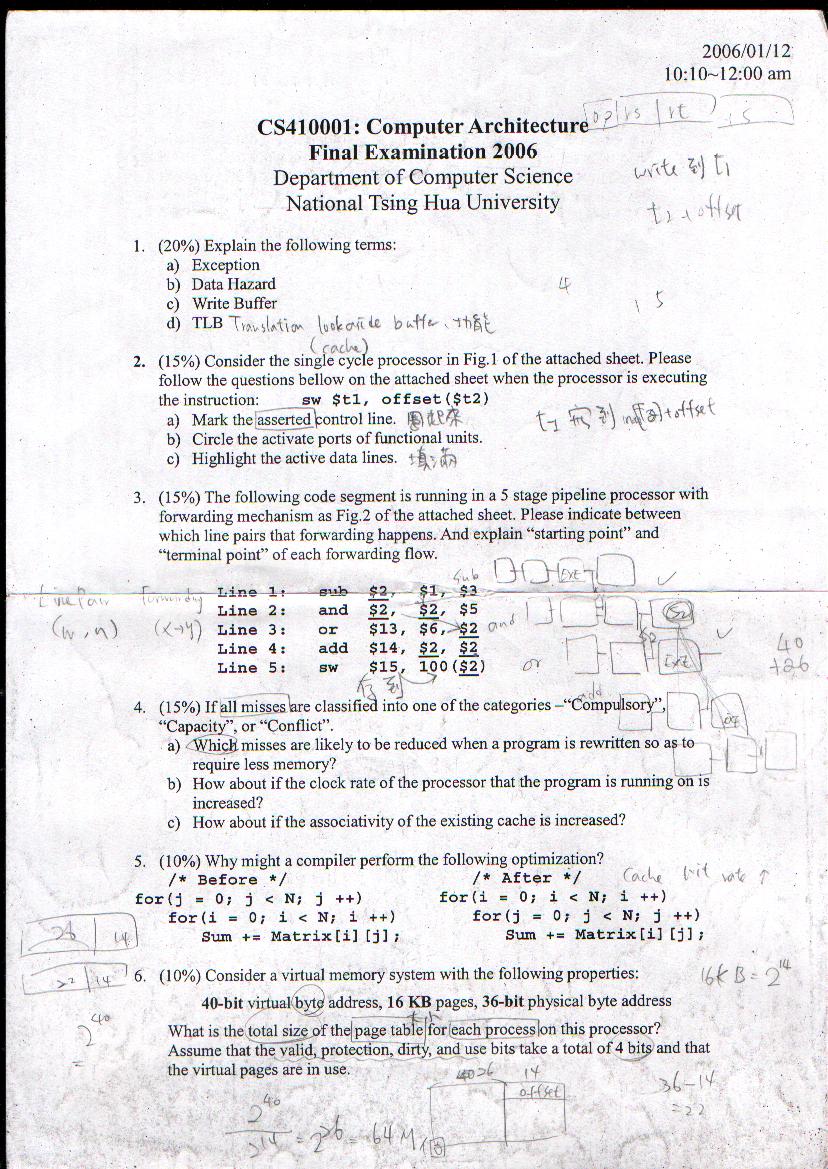 2006/01/12
10:10~12:00 am
op rs rt
CS410001: Computer Architecture
Final Examination 2006
Department of Computer Science
National Tsing Hua University
write 到 t1
t2 + offset
1. (20%) Explain the following terms:
a) Exception
b) Data Hazard
4
c) Write Buffer
1 5
d) TLB Translation lookaside buffer、功能
(cache)
2. (15%) Consider the single cycle processor in Fig.1 of the attached sheet. Please
follow the questions bellow on the attached sheet when the processor is executing
the instruction: sw $t1, offset($t2)
a) Mark the asserted control line. 圈起來
b) Circle the activate ports of functional units.
c) Highlight the active data lines. 填滿
3. (15%) The following code segment is running in a 5 stage pipeline processor with
forwarding mechanism as Fig.2 of the attached sheet. Please indicate between
which line pairs that forwarding happens. And explain “starting point” and
“terminal point” of each forwarding flow.
sub
EXE
Line 1: sub $2, $1, $3
Line 2: and $2, $2, $5
Line 3: or $13, $6, $2
Line 4: add $14, $2, $2
Line 5: sw $15, 100($2)
Line Pair
(m, n) (x→y)
and
$2
or
EXE
40
+26
存到
add
4. (15%) If all misses are classified into one of the categories –“Compulsory”,
“Capacity”, or “Conflict”.
a) Which misses are likely to be reduced when a program is rewritten so as to
require less memory?
b) How about if the clock rate of the processor that the program is running on is
increased?
c) How about if the associativity of the existing cache is increased?
5. (10%) Why might a compiler perform the following optimization?
/* Before */ /* After */ Cache hit rate ↑
for(j = 0; j < N; j ++) for(i = 0; i < N; i ++)
for(i = 0; i < N; i ++) for(j = 0; j < N; j ++)
Sum += Matrix[i][j]; Sum += Matrix[i][j];
26 14
22 14
6. (10%) Consider a virtual memory system with the following properties:
16KB = 2^14
40-bit virtual byte address, 16 KB pages, 36-bit physical byte address
大小
What is the total size of the page table for each process on this processor?
Assume that the valid, protection, dirty, and use bits take a total of 4 bits and that
the virtual pages are in use.
2^40
=
26 14
offset
36-14
=22
2^40
2^14 = 2^26 = 64M 個